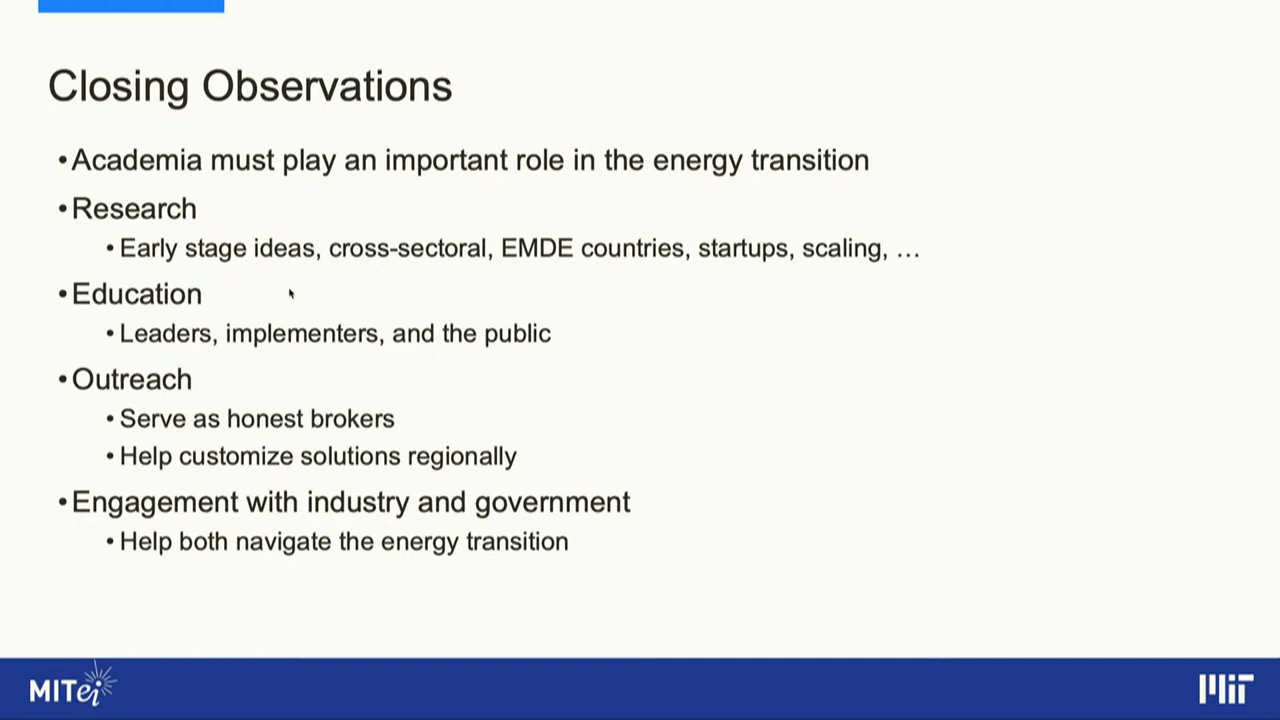 Closing Observations
•Academia must play an important role in the energy transition
•Research
•Early stage ideas, cross-sectoral, EMDE countries, startups, scaling, …
•Education
•Leaders, implementers, and the public
•Outreach
•Serve as honest brokers
•Help customize solutions regionally
•Engagement with industry and government
•Help both navigate the energy transition
MITei
MIT